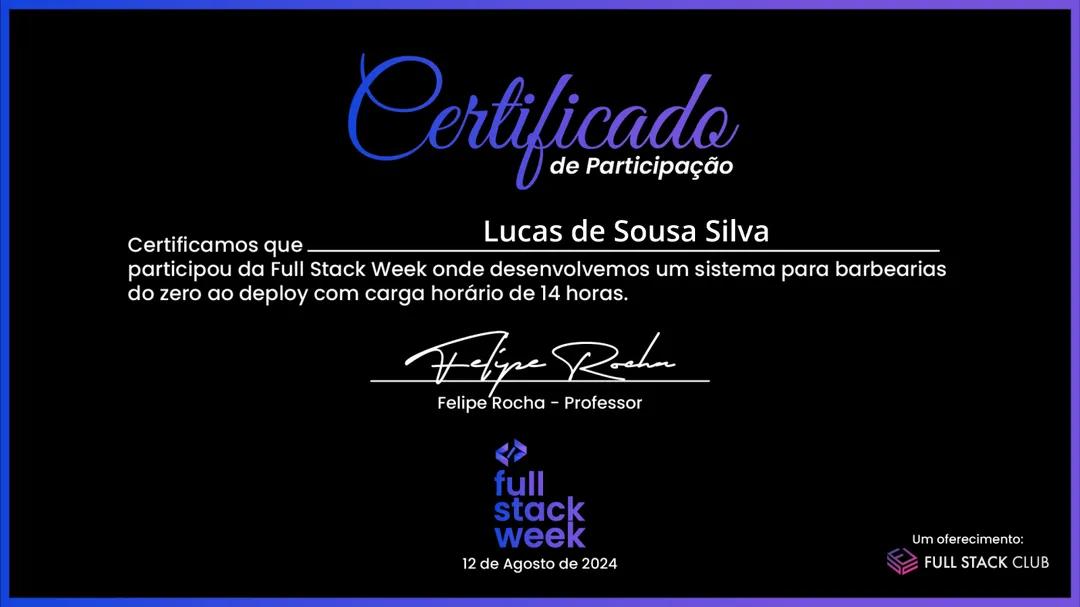 Certificado
de Participação
Lucas de Sousa Silva
Certificamos que
participou da Full Stack Week onde desenvolvemos um sistema para barbearias
do zero ao deploy com carga horário de 14 horas.
Felipe Rocha
Felipe Rocha - Professor
full
stack
week
12 de Agosto de 2024
Um oferecimento:
FULL STACK CLUB